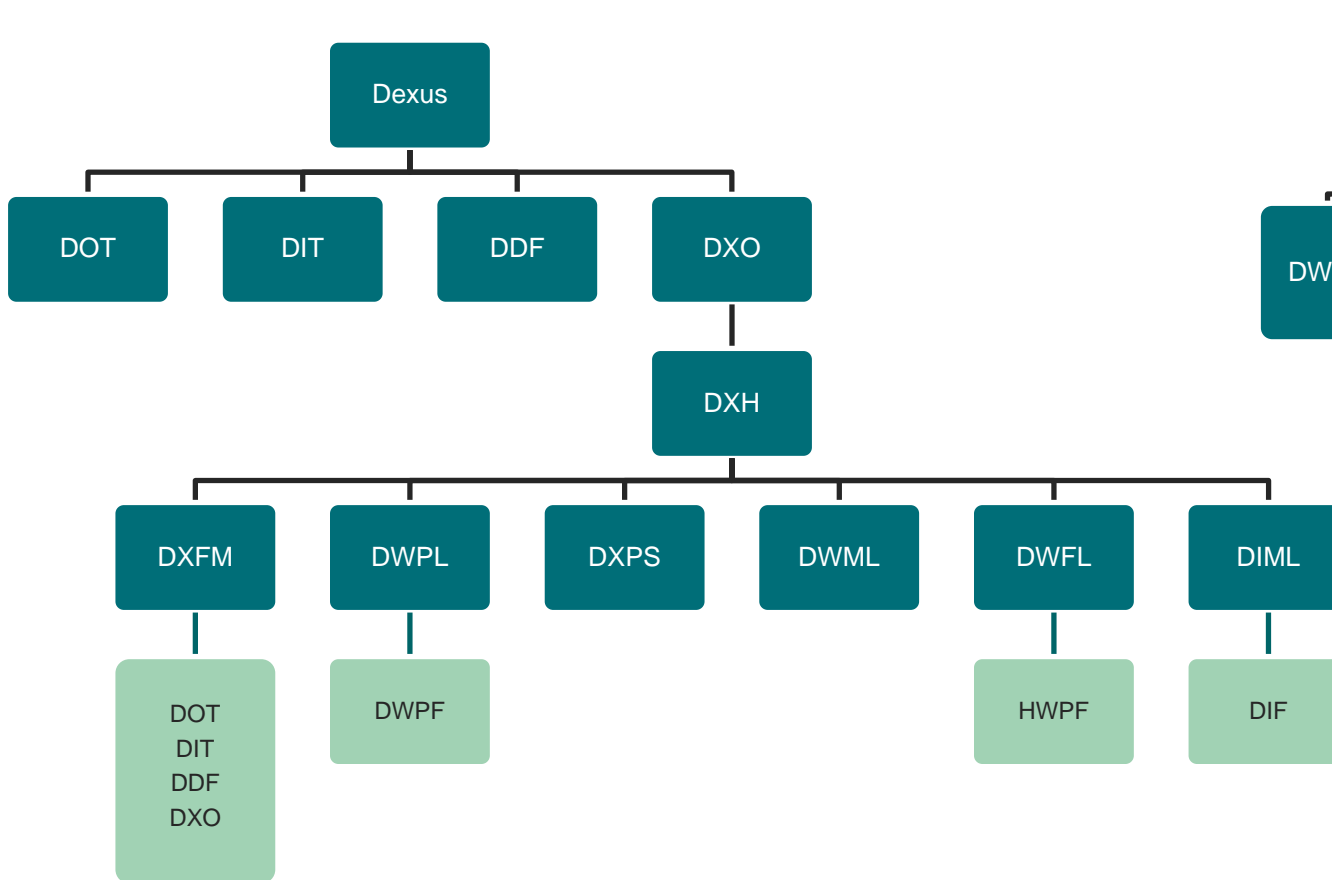 Dexus
DOT
DIT
DDF
DXO
DXH
DXFM
DWPL
DXPS
DWML
DWFL
DIML
DOT
DIT
DDF
DXO
DWPF
HWPF
DIF